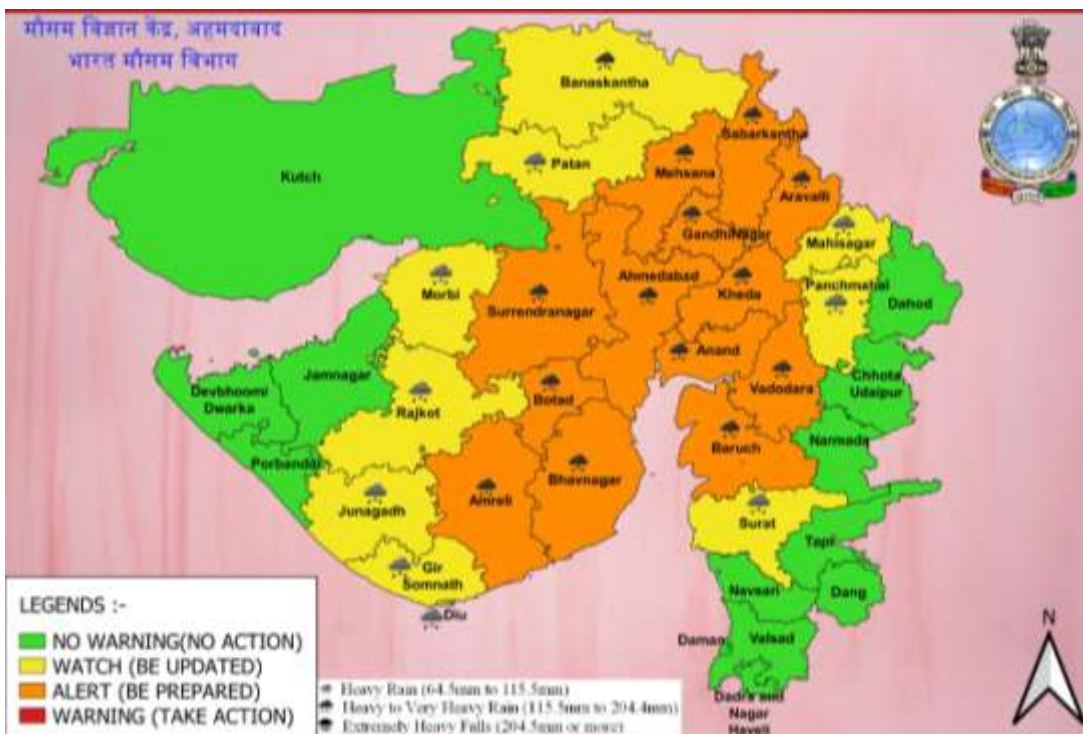 मौसम विज्ञान केंद्र, अहमदाबाद
भारत मौसम विभाग
Banaskantha
Patan
Kutch
Mehsana
Sabarkantha
Aravalli
GandhiNagar
Mahisagar
Panchmahal
Dahod
Morbi
Surrendranagar
Ahmedabad
Kheda
Anand
Vadodara
Chhota
Udaipur
Jamnagar
Devbhoomi
Dwarka
Rajkot
Botad
Baruch
Narmada
Porbandar
Junagadh
Amreli
Bhavnagar
Surat
Tapi
Gir
Somnath
Diu
Navsari
Dang
Daman
Valsad
Dadra and
Nagar
Haveli
N
LEGENDS :-
NO WARNING(NO ACTION)
WATCH (BE UPDATED)
ALERT (BE PREPARED)
WARNING (TAKE ACTION)
Heavy Rain (64.5mm to 115.5mm)
Heavy to Very Heavy Rain (115.5mm to 204.4mm)
Extremely Heavy Falls (204.5mm or more)